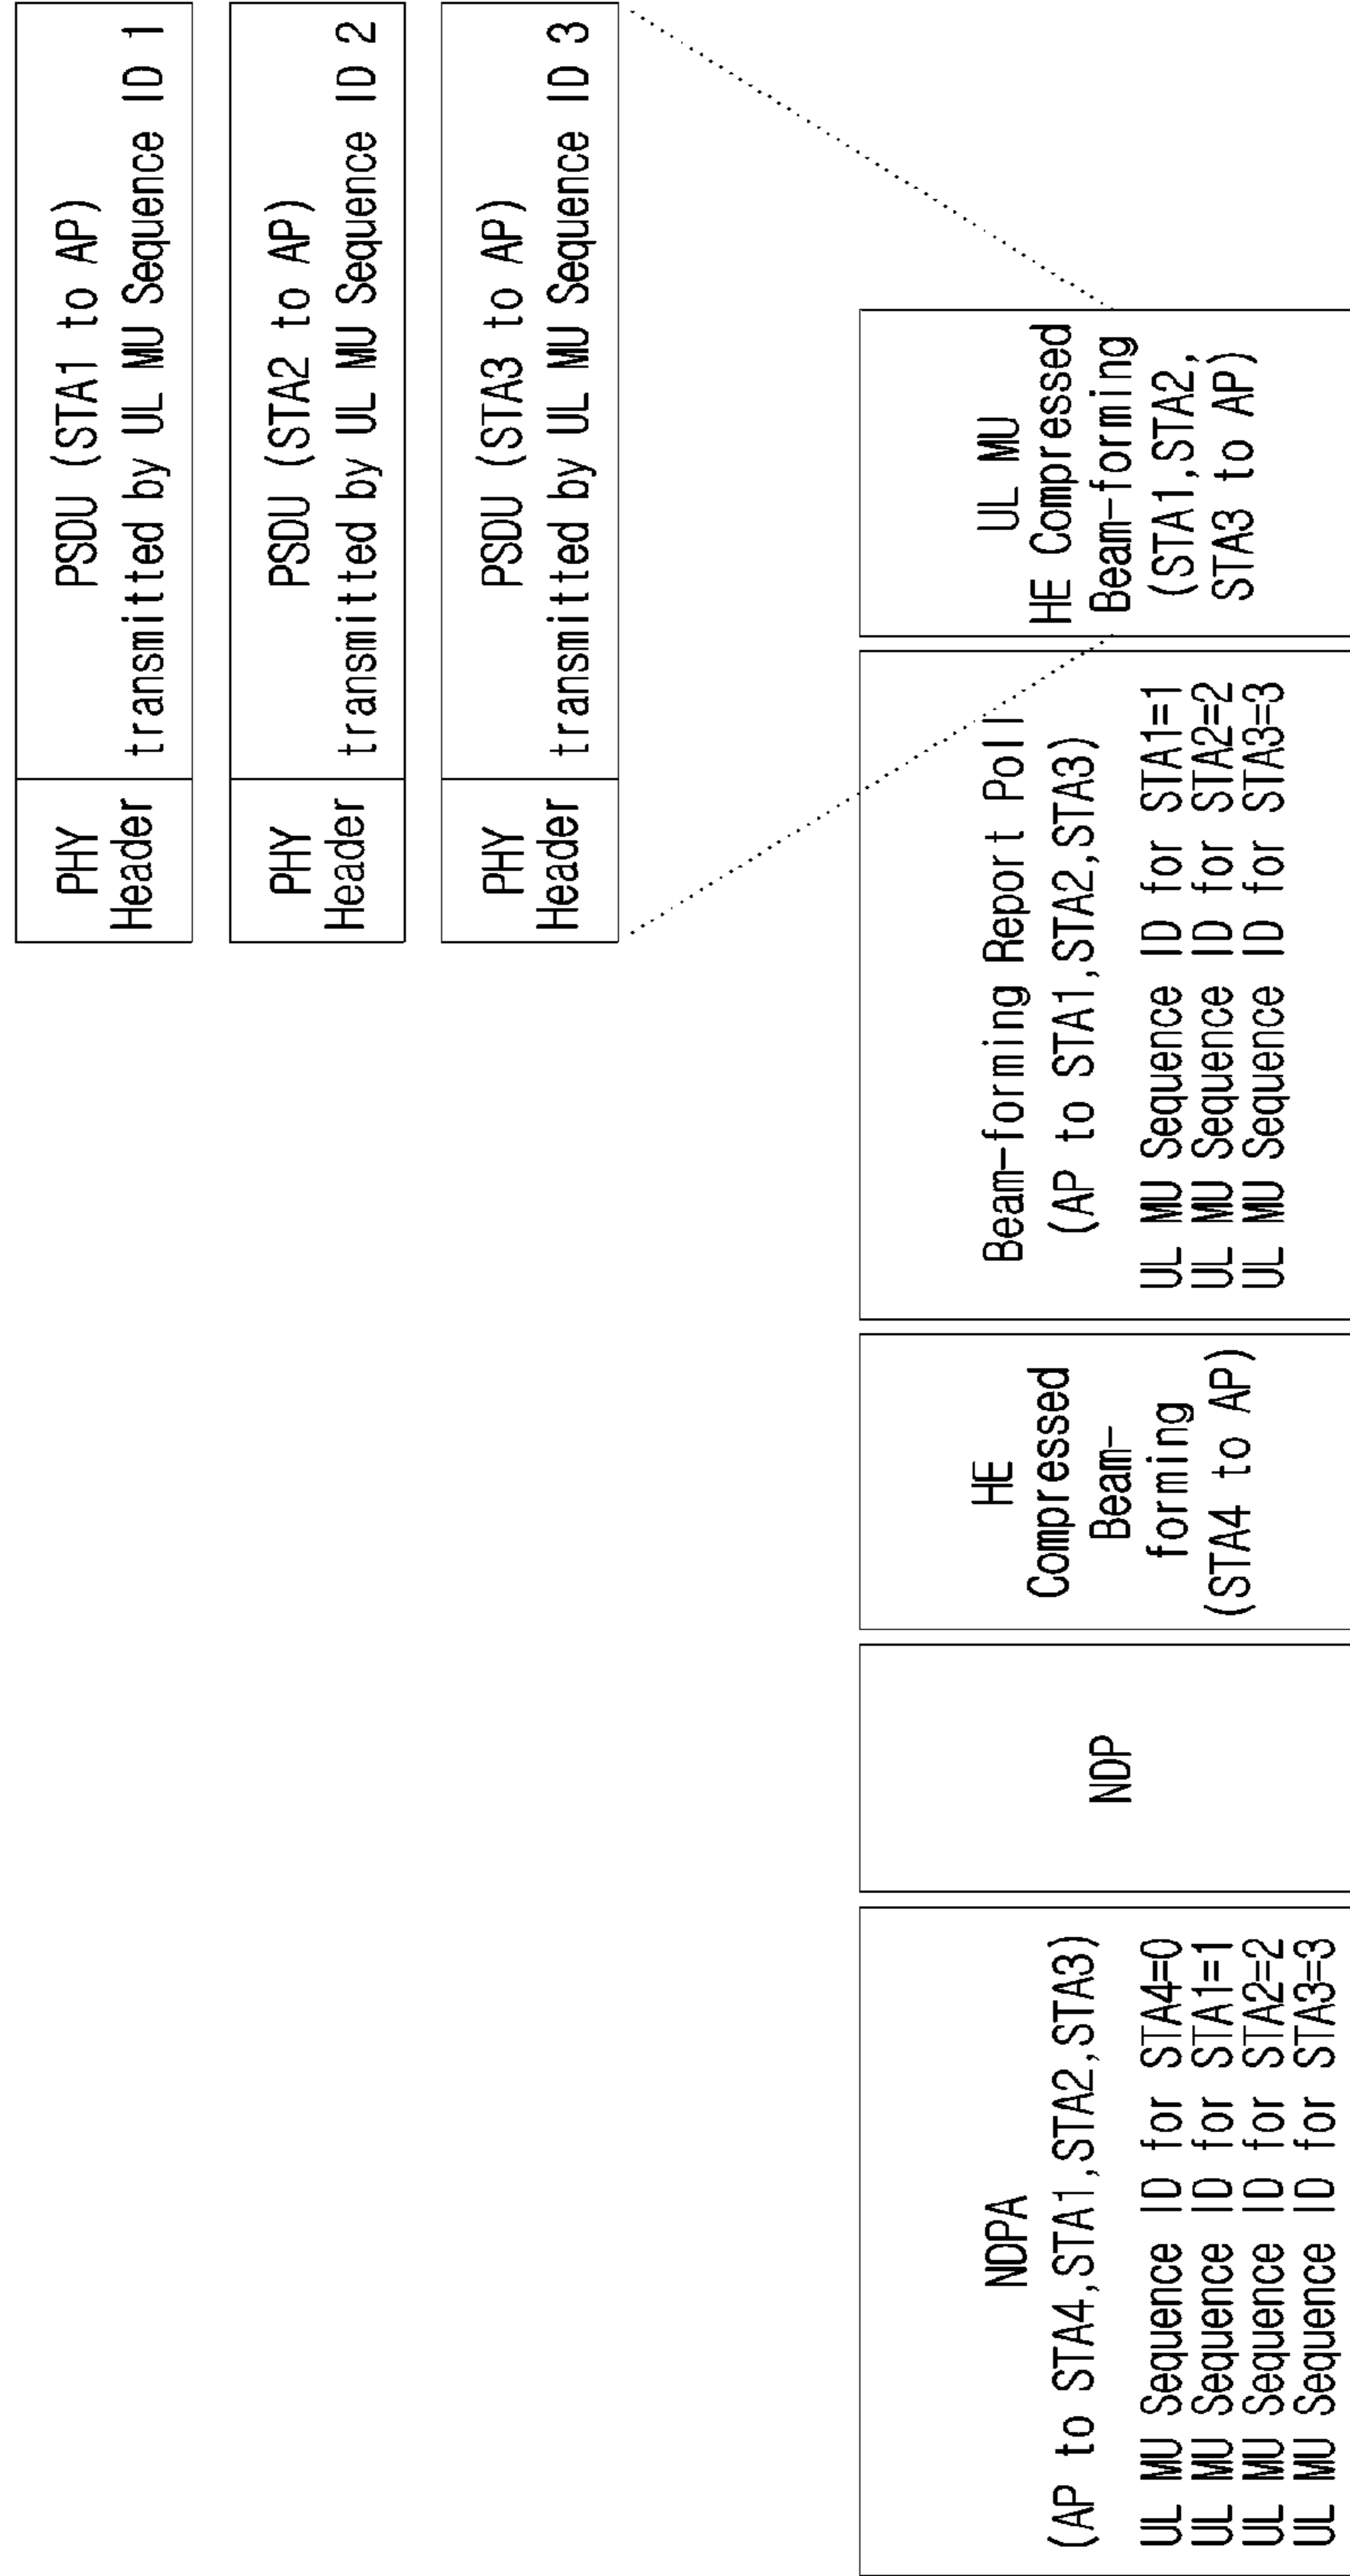 PHY
Header
PSDU (STA1 to AP)
transmitted by UL MU Sequence ID 1
PHY
Header
PSDU (STA2 to AP)
transmitted by UL MU Sequence ID 2
PHY
Header
PSDU (STA3 to AP)
transmitted by UL MU Sequence ID 3
NDPA
(AP to STA4,STA1,STA2,STA3)
UL MU Sequence ID for STA4=0
UL MU Sequence ID for STA1=1
UL MU Sequence ID for STA2=2
UL MU Sequence ID for STA3=3
NDP
HE
Compressed
Beam-
forming
(STA4 to AP)
Beam-forming Report Poll
(AP to STA1,STA2,STA3)
UL MU Sequence ID for STA1=1
UL MU Sequence ID for STA2=2
UL MU Sequence ID for STA3=3
UL MU
HE Compressed
Beam-forming
(STA1,STA2,
STA3 to AP)